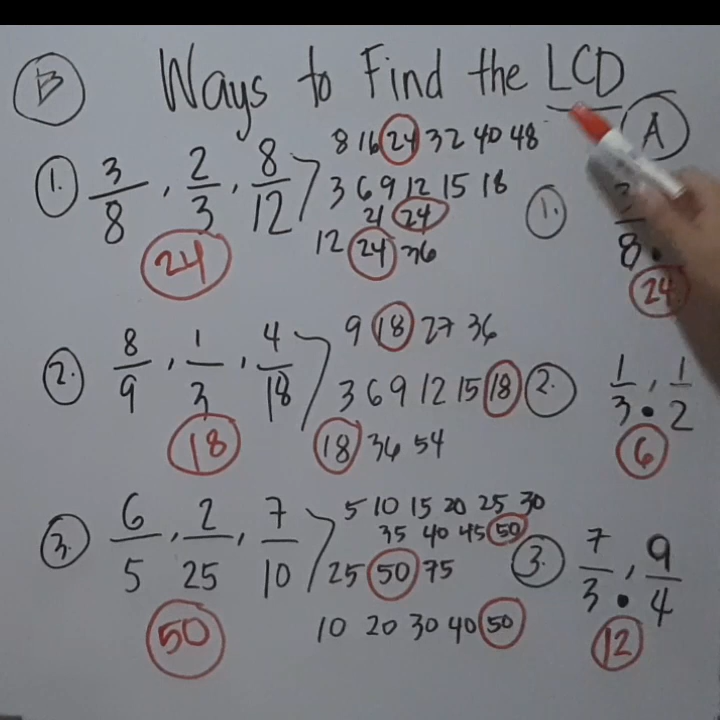 B Ways to Find the LCD
A
1. 3/8 , 2/3 , 8/12
8 16 24 32 40 48
3 6 9 12 15 18
21 24
12 24 36
24
2. 8/9 , 1/3 , 4/18
9 18 27 36
3 6 9 12 15 18
18 36 54
18
3. 6/5 , 2/25 , 7/10
5 10 15 20 25 30
35 40 45 50
25 50 75
10 20 30 40 50
50
1.
8 .
24
2. 1/3 . , 1/2
6
3. 7/3 . , 9/4
12